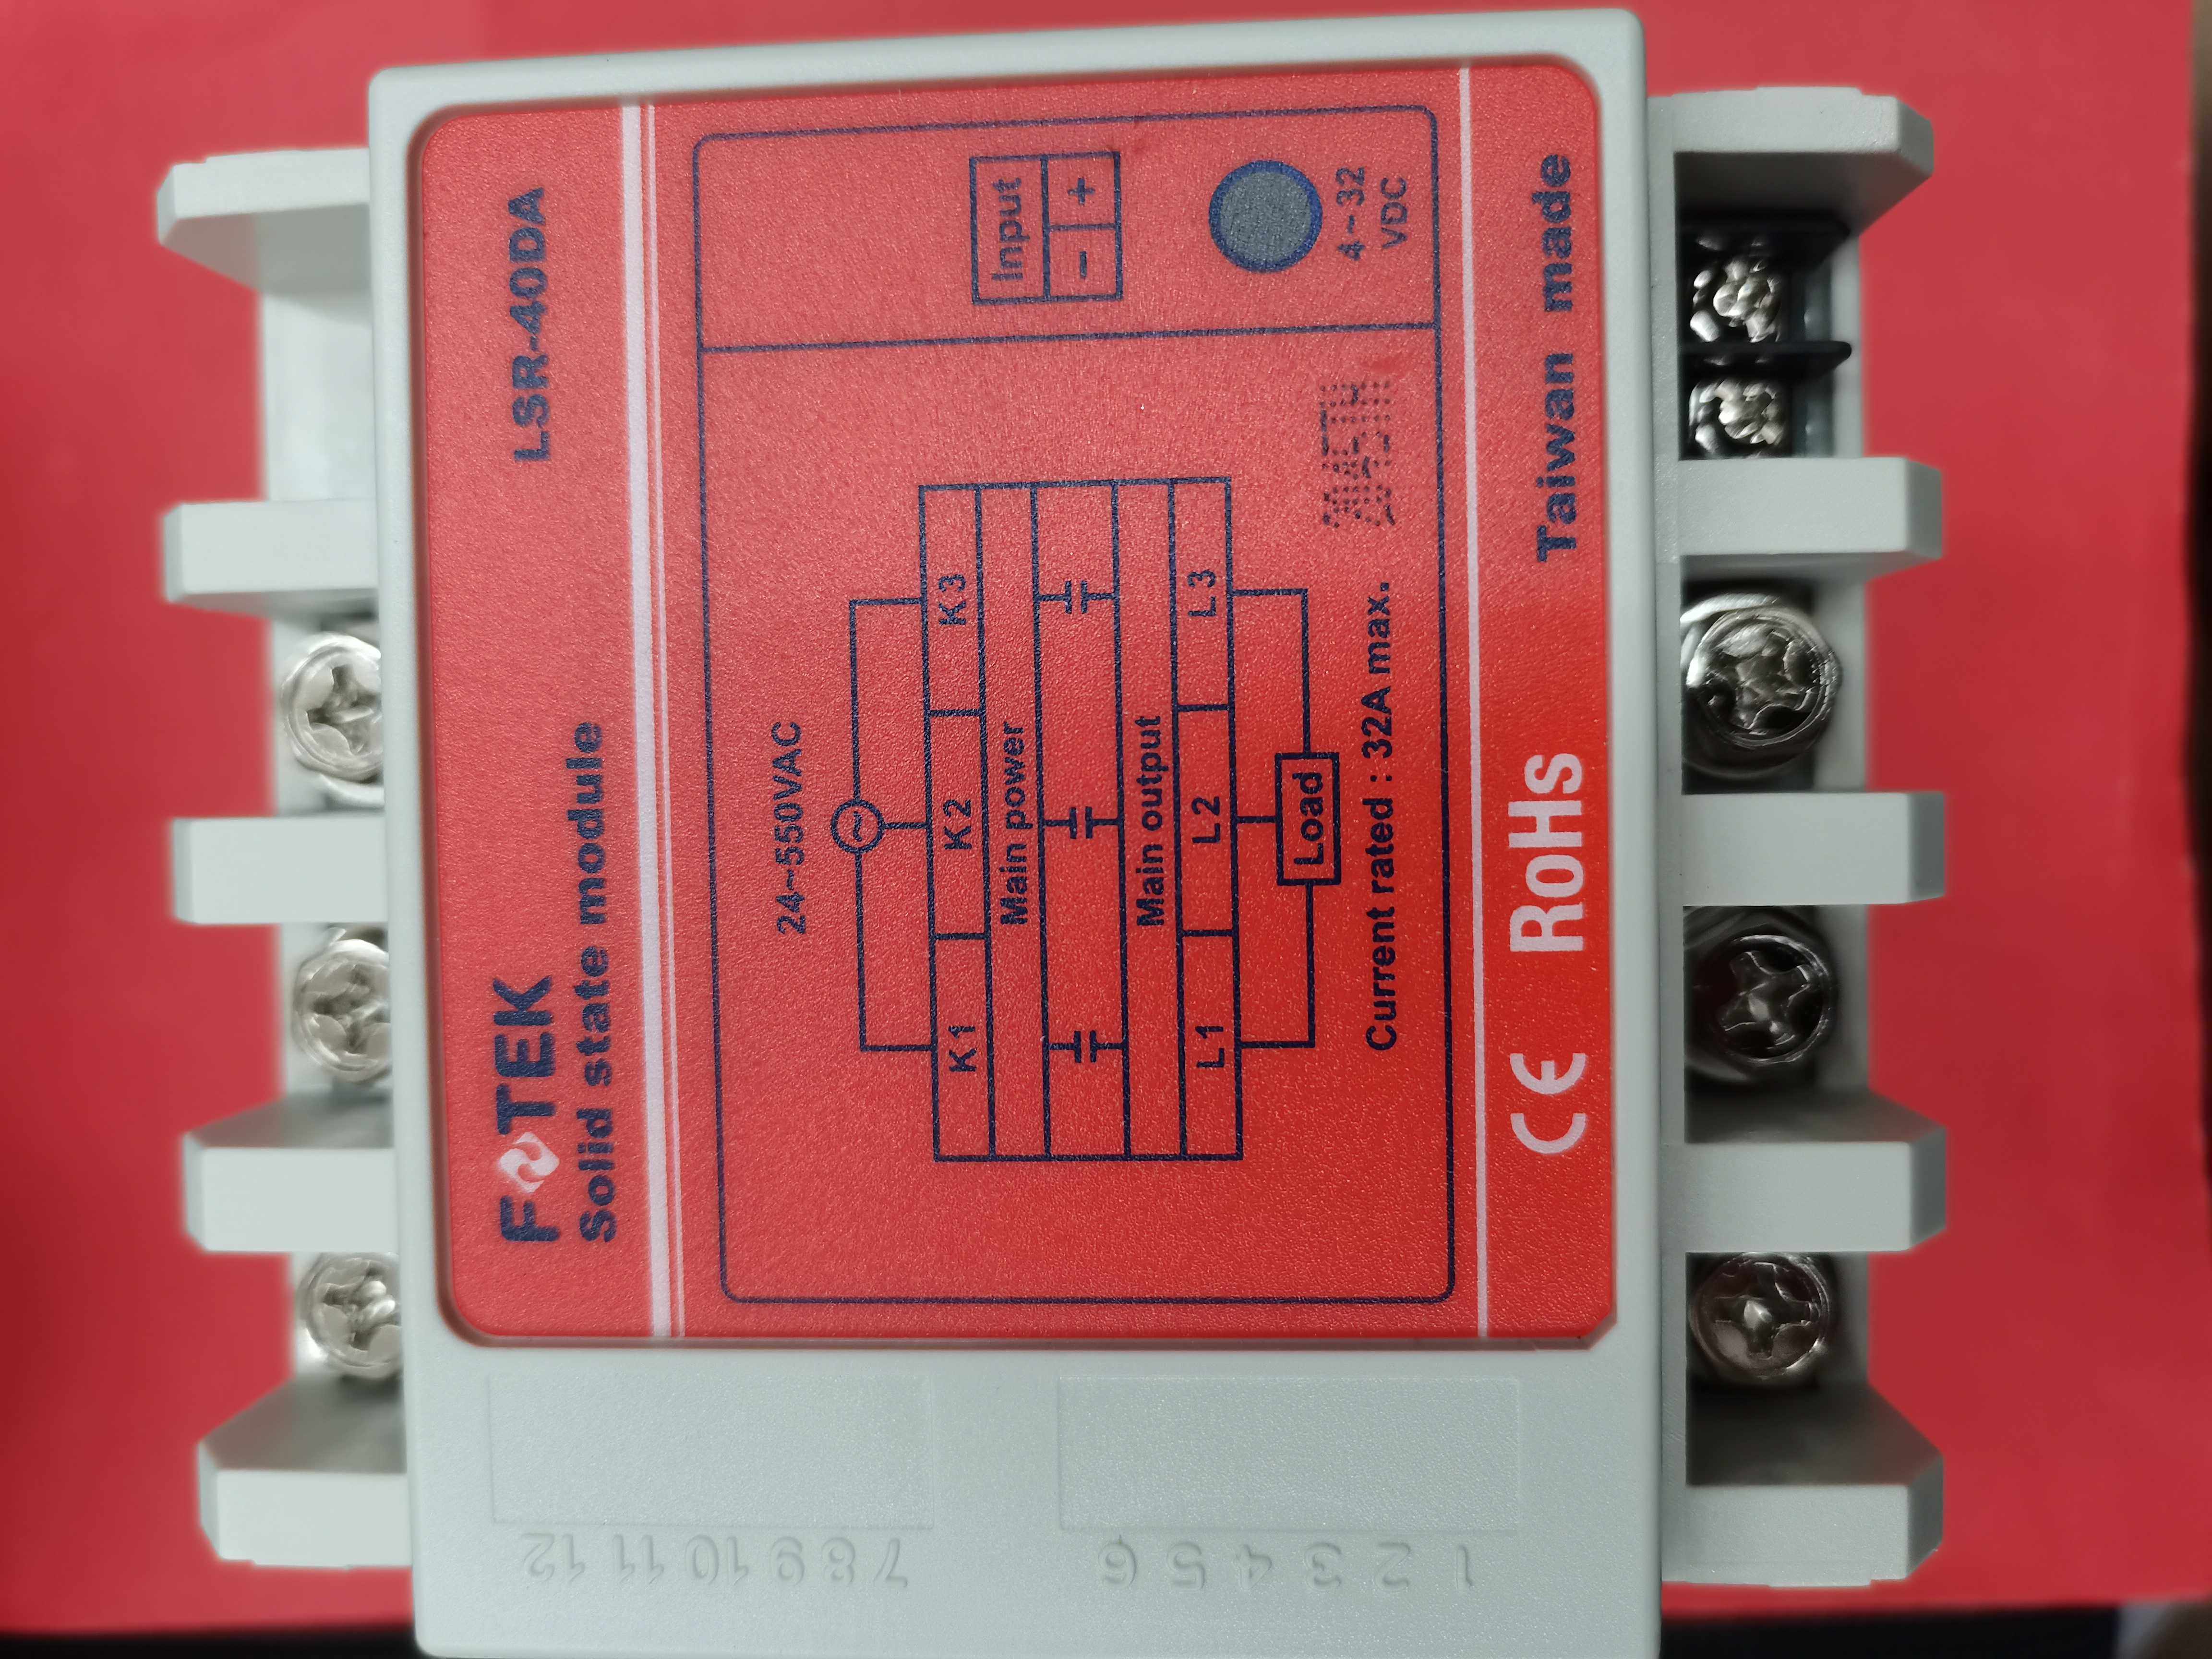 F TEK
LSR-40DA
Solid state module
24~550VAC
K1 K2 K3
Main power
Main output
L1 L2 L3
Load
Current rated : 32A max.
Input
− +
4~32
VDC
CE RoHs Taiwan made
7 8 9 10 11 12
1 2 3 4 5 6